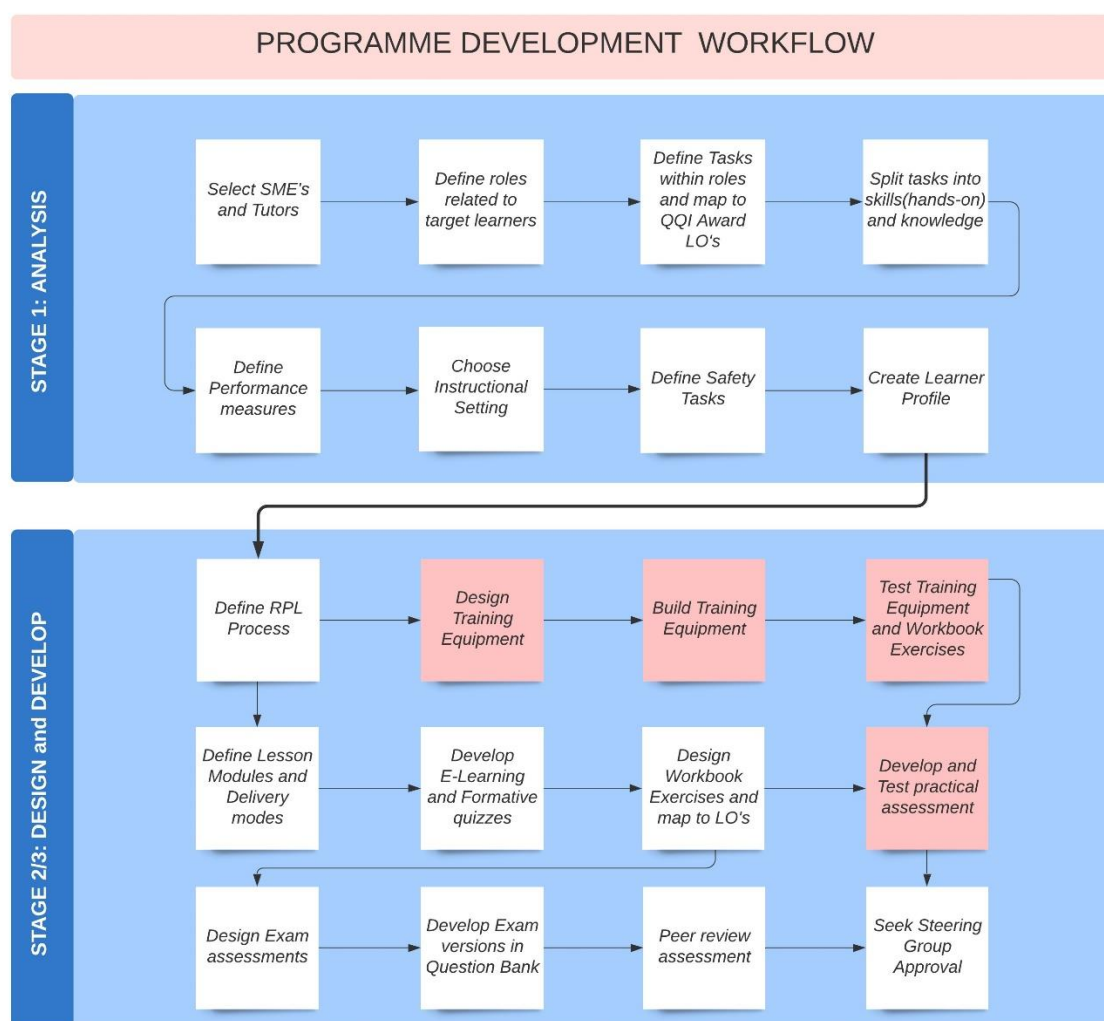 PROGRAMME DEVELOPMENT WORKFLOW
STAGE 1: ANALYSIS
Select SME's
and Tutors
Define roles
related to
target learners
Define Tasks
within roles
and map to
QQI Award
LO's
Split tasks into
skills(hands-on)
and knowledge
Define
Performance
measures
Choose
Instructional
Setting
Define Safety
Tasks
Create Learner
Profile
STAGE 2/3: DESIGN and DEVELOP
Define RPL
Process
Design
Training
Equipment
Build Training
Equipment
Test Training
Equipment
and Workbook
Exercises
Define Lesson
Modules and
Delivery
modes
Develop
E-Learning
and Formative
quizzes
Design
Workbook
Exercises and
map to LO's
Develop and
Test practical
assessment
Design Exam
assessments
Develop Exam
versions in
Question Bank
Peer review
assessment
Seek Steering
Group
Approval